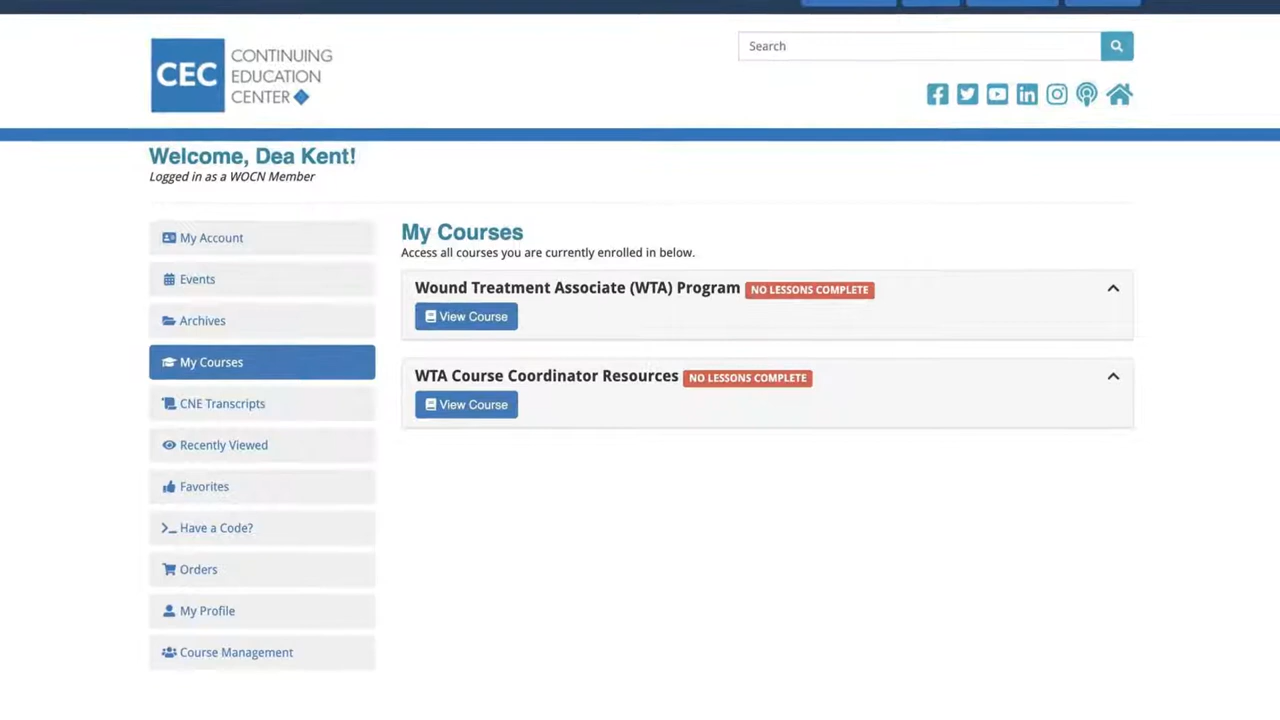 CEC
CONTINUING
EDUCATION
CENTER
Search
Welcome, Dea Kent!
Logged in as a WOCN Member
My Account
Events
Archives
My Courses
CNE Transcripts
Recently Viewed
Favorites
Have a Code?
Orders
My Profile
Course Management
My Courses
Access all courses you are currently enrolled in below.
Wound Treatment Associate (WTA) Program NO LESSONS COMPLETE
View Course
WTA Course Coordinator Resources NO LESSONS COMPLETE
View Course